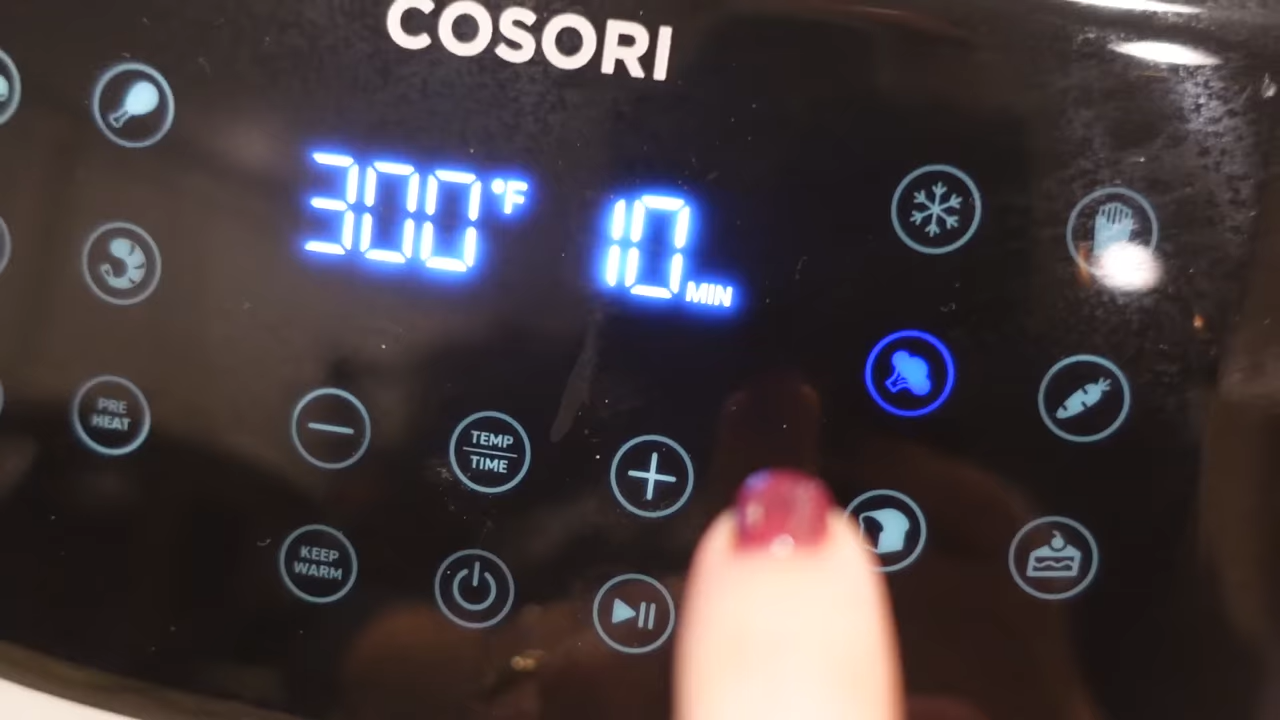 COSORI
300°F 10 MIN
PRE
HEAT
TEMP
TIME
KEEP
WARM